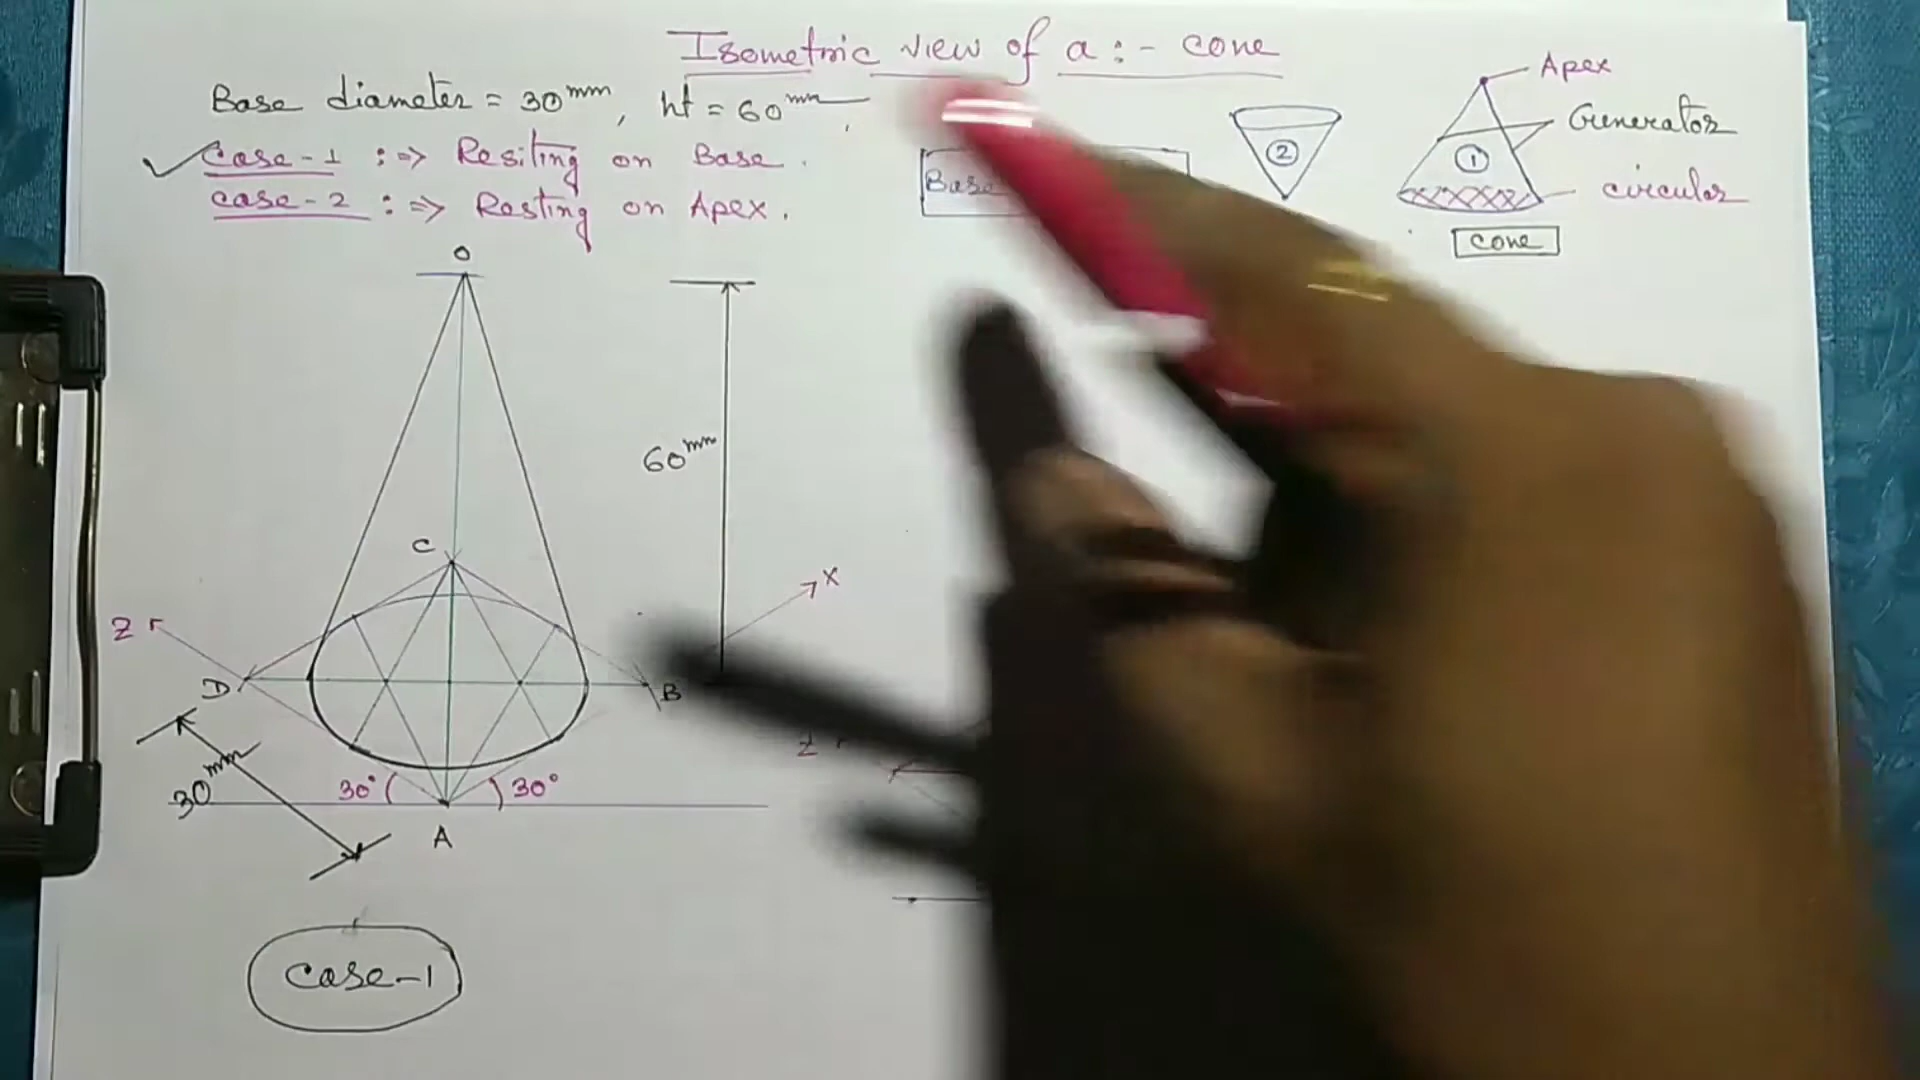 Isometric view of a :- cone
Base diameter = 30mm, ht = 60mm,
Case-1 :=> Resiting on Base.
case-2 :=> Resting on Apex.
Base
2
Apex
Generator
1
circular
cone
O
60mm
C
X
Z
D
B
Z
30mm
30°
30°
A
Case-1